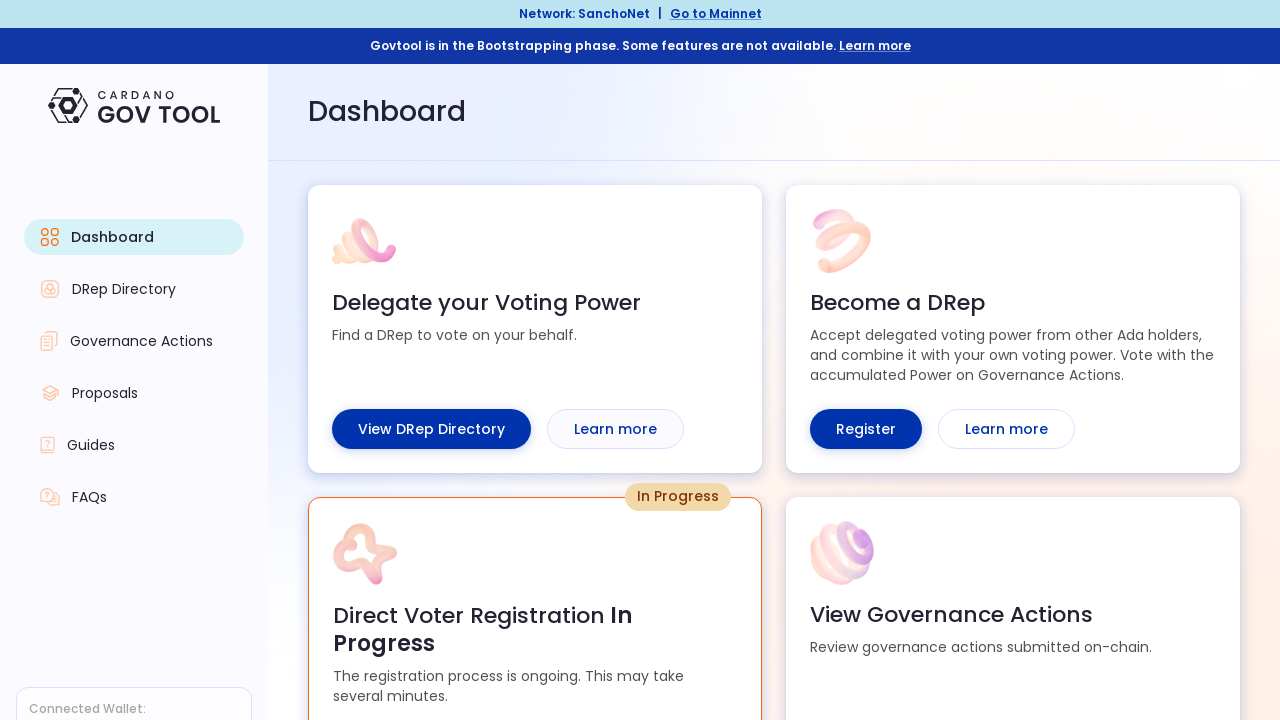 Network: SanchoNet | Go to Mainnet
Govtool is in the Bootstrapping phase. Some features are not available. Learn more
CARDANO
GOV TOOL
Dashboard
DRep Directory
Governance Actions
Proposals
Guides
FAQs
Connected Wallet:
Dashboard
Delegate your Voting Power
Find a DRep to vote on your behalf.
View DRep Directory
Learn more
Become a DRep
Accept delegated voting power from other Ada holders,
and combine it with your own voting power. Vote with the
accumulated Power on Governance Actions.
Register
Learn more
In Progress
Direct Voter Registration In
Progress
The registration process is ongoing. This may take
several minutes.
View Governance Actions
Review governance actions submitted on-chain.